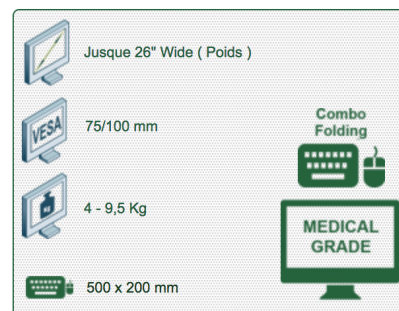 Jusque 26" Wide ( Poids )
VESA
75/100 mm
Combo
Folding
KG
4 - 9,5 Kg
MEDICAL
GRADE
500 x 200 mm